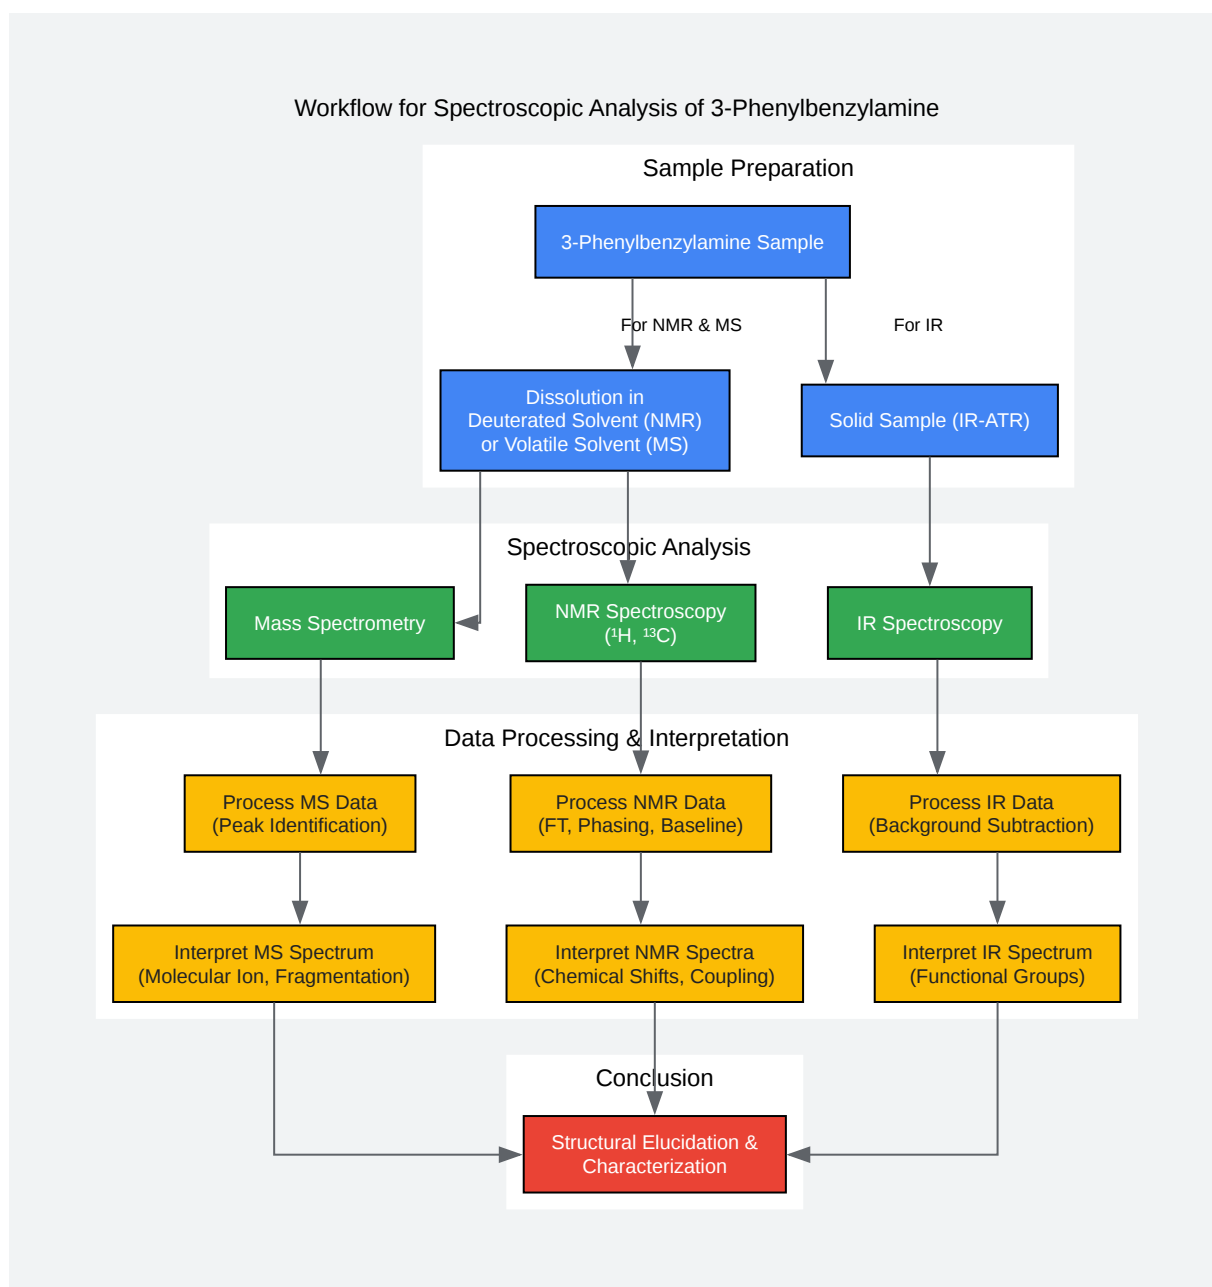 Workflow for Spectroscopic Analysis of 3-Phenylbenzylamine
Sample Preparation
3-Phenylbenzylamine Sample
For NMR & MS
For IR
Dissolution in
Deuterated Solvent (NMR)
or Volatile Solvent (MS)
Solid Sample (IR-ATR)
Spectroscopic Analysis
Mass Spectrometry
NMR Spectroscopy
(¹H, ¹³C)
IR Spectroscopy
Data Processing & Interpretation
Process MS Data
(Peak Identification)
Process NMR Data
(FT, Phasing, Baseline)
Process IR Data
(Background Subtraction)
Interpret MS Spectrum
(Molecular Ion, Fragmentation)
Interpret NMR Spectra
(Chemical Shifts, Coupling)
Interpret IR Spectrum
(Functional Groups)
Conclusion
Structural Elucidation &
Characterization